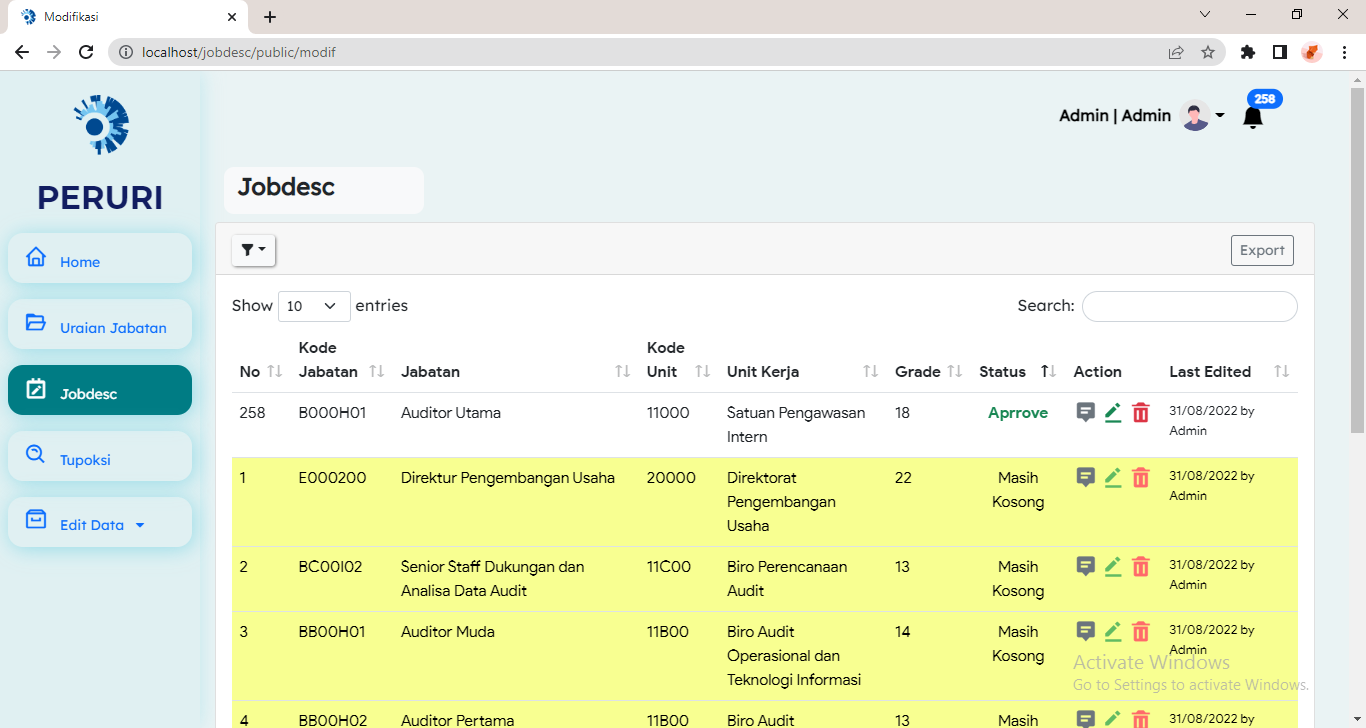 Modifikasi
localhost/jobdesc/public/modif
PERURI
Home
Uraian Jabatan
Jobdesc
Tupoksi
Edit Data
Admin | Admin
258
Jobdesc
Export
Show 10 entries
Search:
No Kode Jabatan Jabatan Kode Unit Unit Kerja Grade Status Action Last Edited
258 B000H01 Auditor Utama 11000 Satuan Pengawasan Intern 18 Aprrove 31/08/2022 by Admin
1 E000200 Direktur Pengembangan Usaha 20000 Direktorat Pengembangan Usaha 22 Masih Kosong 31/08/2022 by Admin
2 BC00I02 Senior Staff Dukungan dan Analisa Data Audit 11C00 Biro Perencanaan Audit 13 Masih Kosong 31/08/2022 by Admin
3 BB00H01 Auditor Muda 11B00 Biro Audit Operasional dan Teknologi Informasi 14 Masih Kosong 31/08/2022 by Admin
4 BB00H02 Auditor Pertama 11B00 Biro Audit 13 Masih 31/08/2022 by
Activate Windows
Go to Settings to activate Windows.